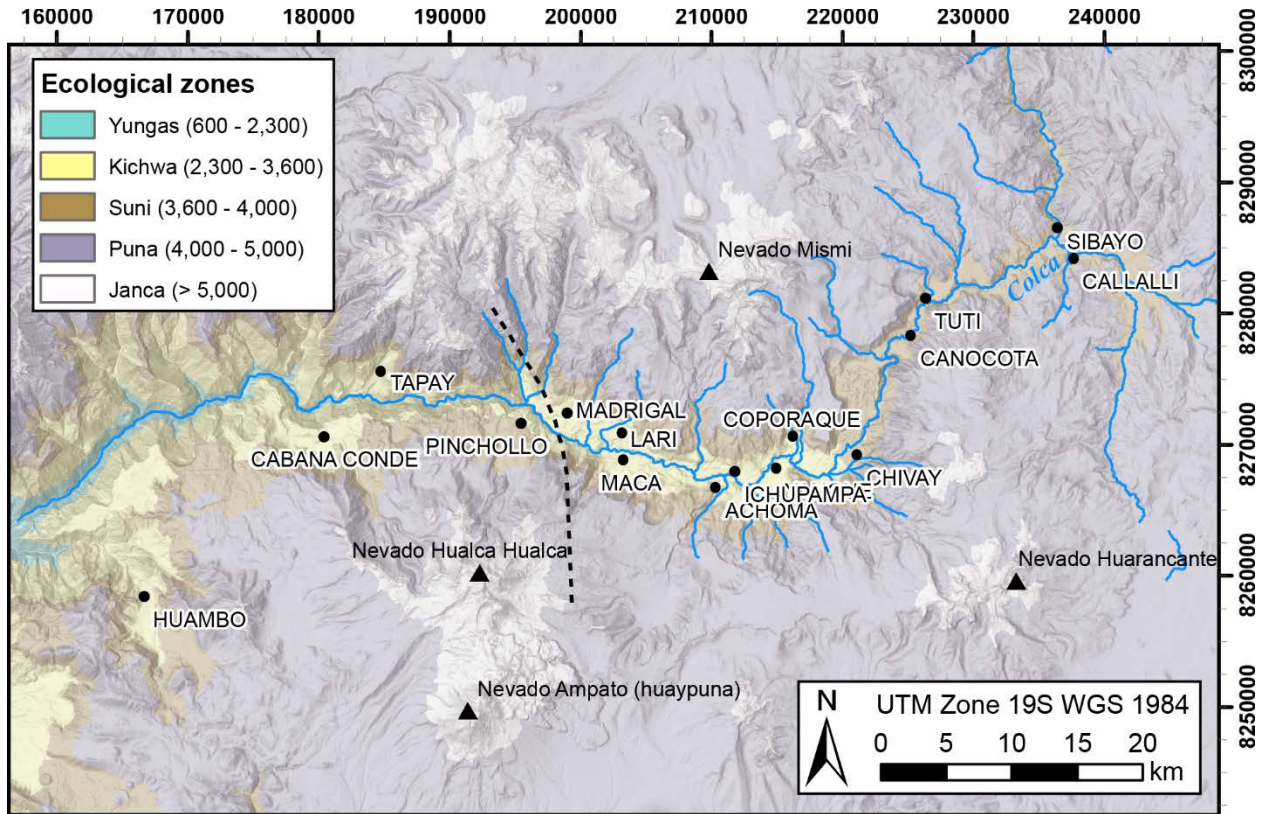 160000 170000 180000 190000 200000 210000 220000 230000 240000
Ecological zones
Yungas (600 - 2,300)
Kichwa (2,300 - 3,600)
Suni (3,600 - 4,000)
Puna (4,000 - 5,000)
Janca (> 5,000)
8300000
8290000
8280000
8270000
8260000
8250000
Nevado Mismi
SIBAYO
Colca
CALLALLI
TUTI
CANOCOTA
TAPAY
MADRIGAL
COPORAQUE
PINCHOLLO
LARI
CABANA CONDE
MACA
CHIVAY
ICHUPAMPA
ACHOMA
Nevado Hualca Hualca
Nevado Huarancante
HUAMBO
Nevado Ampato (huaypuna)
N
UTM Zone 19S WGS 1984
0 5 10 15 20
km